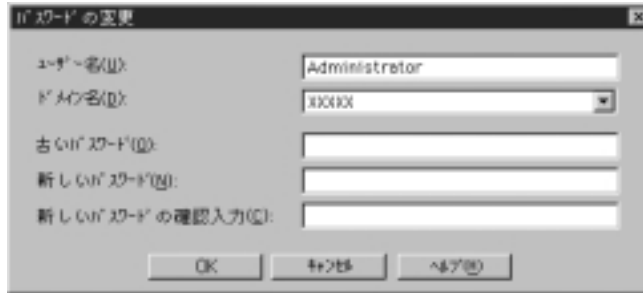 ﾊﾟｽﾜｰﾄﾞの変更
ﾕｰｻﾞｰ名(U):
Administrator
ﾄﾞﾒｲﾝ名(D):
XXXXX
古いﾊﾟｽﾜｰﾄﾞ(O):
新しいﾊﾟｽﾜｰﾄﾞ(N):
新しいﾊﾟｽﾜｰﾄﾞの確認入力(C):
OK
ｷｬﾝｾﾙ
ﾍﾙﾌﾟ(H)